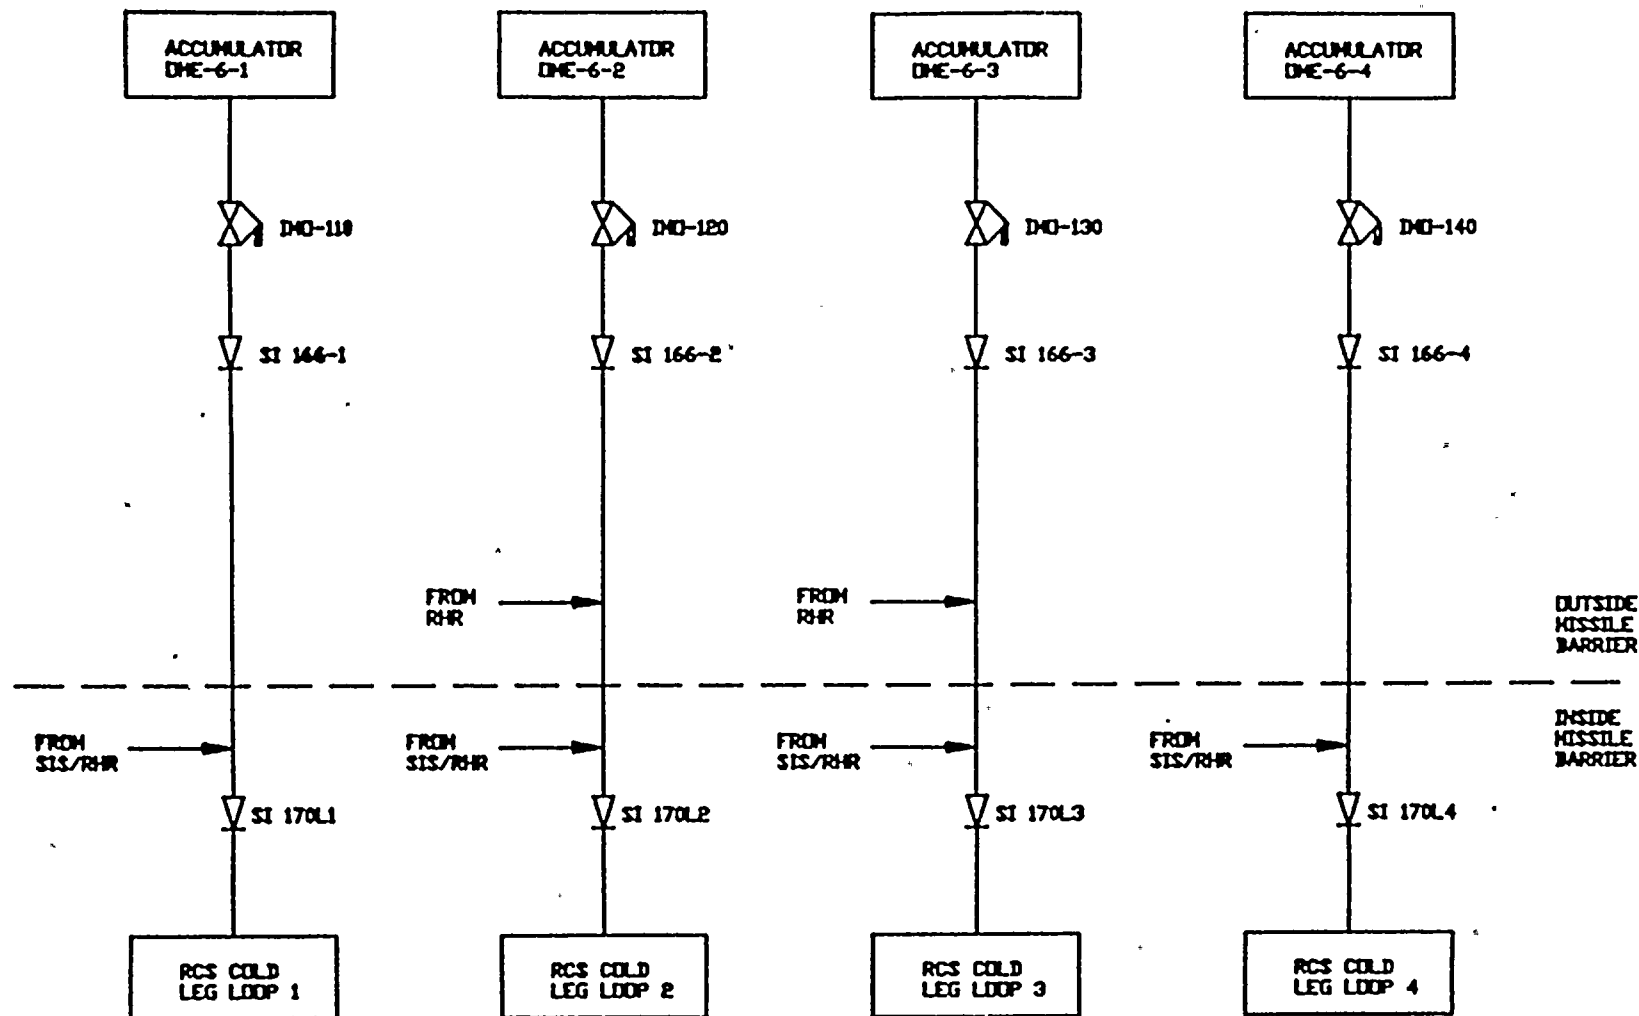 ACCUMULATOR
OME-6-1
ACCUMULATOR
OME-6-2
ACCUMULATOR
OME-6-3
ACCUMULATOR
OME-6-4
IMO-110
IMO-120
IMO-130
IMO-140
SI 166-1
SI 166-2
SI 166-3
SI 166-4
FROM
RHR
FROM
RHR
OUTSIDE
MISSILE
BARRIER
FROM
SIS/RHR
FROM
SIS/RHR
FROM
SIS/RHR
FROM
SIS/RHR
INSIDE
MISSILE
BARRIER
SI 170L1
SI 170L2
SI 170L3
SI 170L4
RCS COLD
LEG LOOP 1
RCS COLD
LEG LOOP 2
RCS COLD
LEG LOOP 3
RCS COLD
LEG LOOP 4